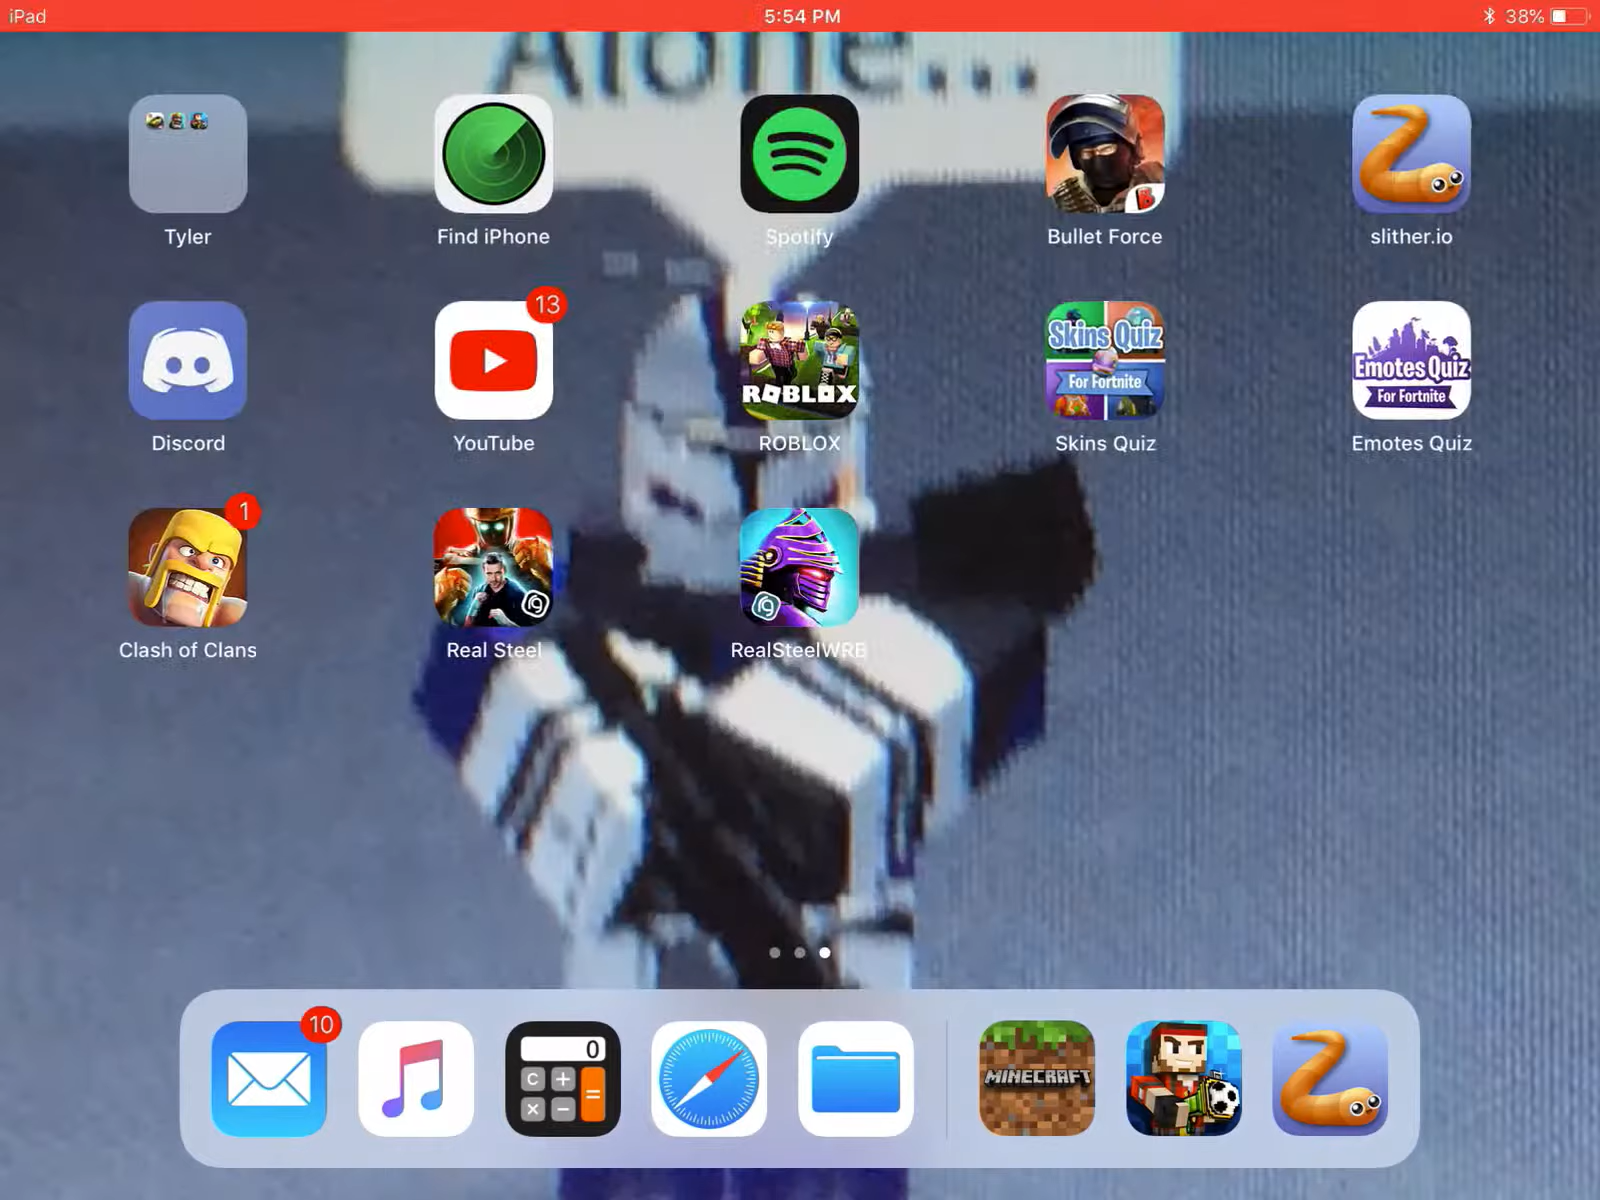 iPad 5:54 PM 38%
Alone...
Tyler Find iPhone Spotify Bullet Force slither.io
13
ROBLOX
Skins Quiz
For Fortnite
Emotes Quiz
For Fortnite
Discord YouTube ROBLOX Skins Quiz Emotes Quiz
1
Clash of Clans Real Steel RealSteelWRB
10
0
C + = × −
MINECRAFT